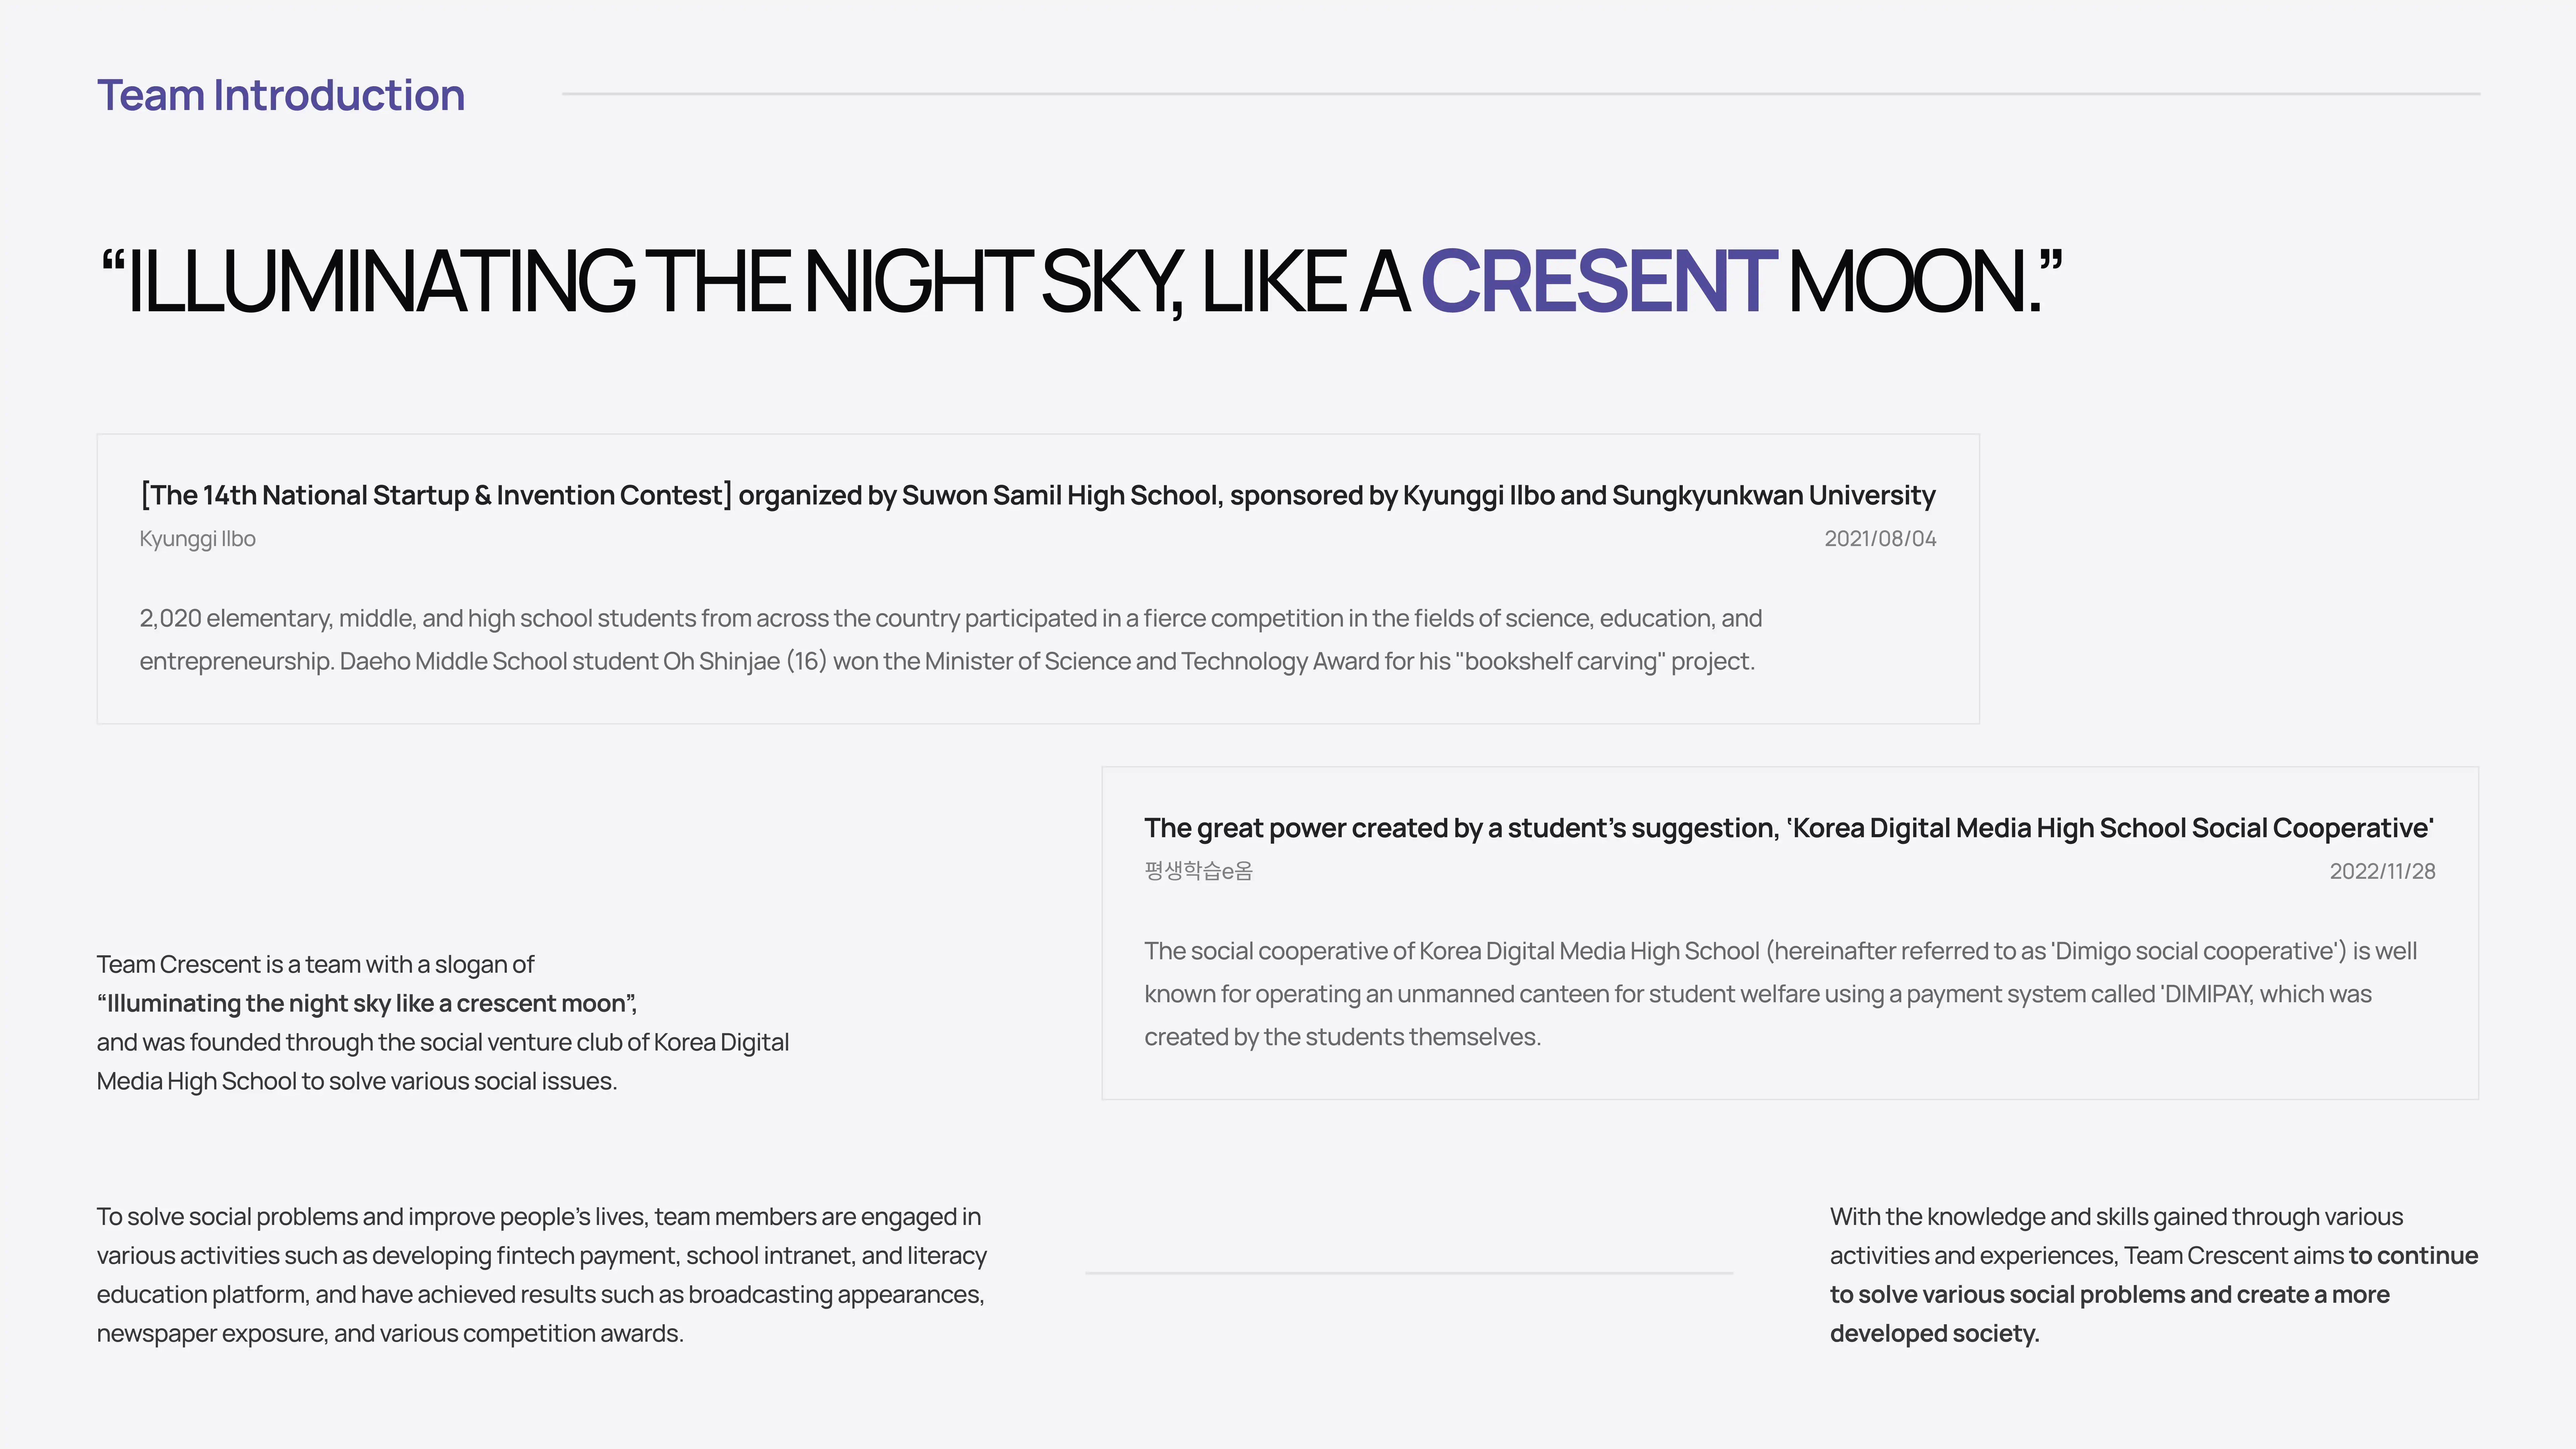 Team Introduction
“ILLUMINATING THE NIGHT SKY, LIKE A CRESENT MOON.”
[The 14th National Startup & Invention Contest] organized by Suwon Samil High School, sponsored by Kyunggi Ilbo and Sungkyunkwan University
Kyunggi Ilbo
2021/08/04
2,020 elementary, middle, and high school students from across the country participated in a fierce competition in the fields of science, education, and
entrepreneurship. Daeho Middle School student Oh Shinjae (16) won the Minister of Science and Technology Award for his "bookshelf carving" project.
The great power created by a student’s suggestion, ‘Korea Digital Media High School Social Cooperative'
평생학습e음
2022/11/28
The social cooperative of Korea Digital Media High School (hereinafter referred to as 'Dimigo social cooperative') is well
known for operating an unmanned canteen for student welfare using a payment system called 'DIMIPAY, which was
created by the students themselves.
Team Crescent is a team with a slogan of
“Illuminating the night sky like a crescent moon”,
and was founded through the social venture club of Korea Digital
Media High School to solve various social issues.
To solve social problems and improve people’s lives, team members are engaged in
various activities such as developing fintech payment, school intranet, and literacy
education platform, and have achieved results such as broadcasting appearances,
newspaper exposure, and various competition awards.
With the knowledge and skills gained through various
activities and experiences, Team Crescent aims to continue
to solve various social problems and create a more
developed society.